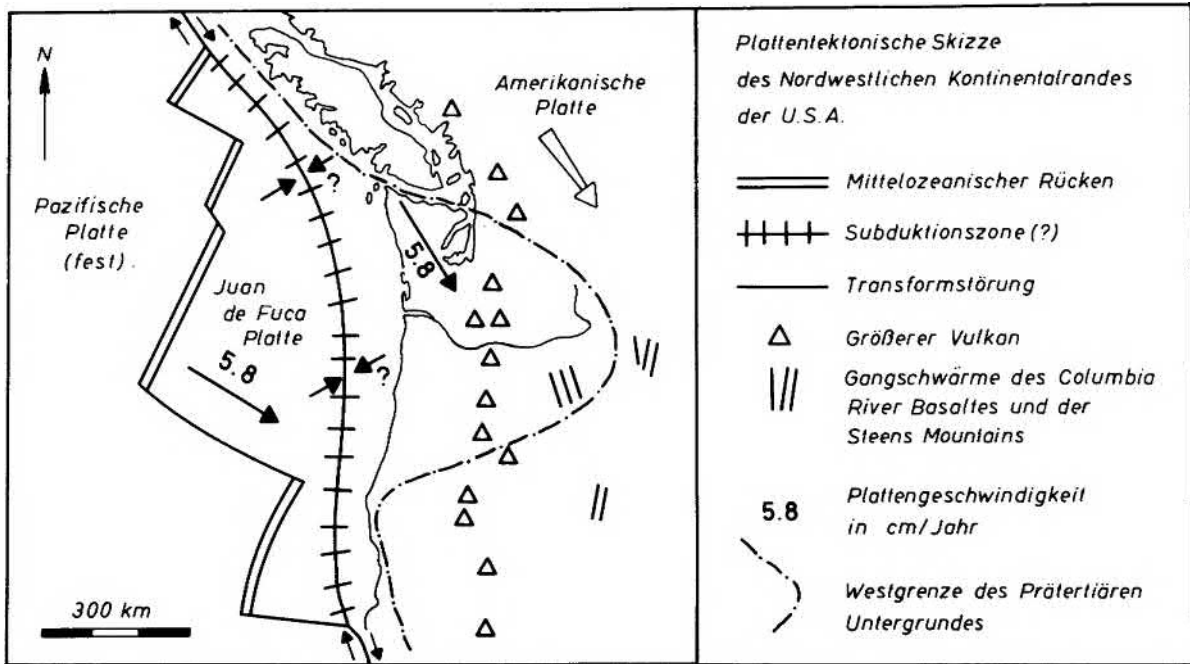 N
Pazifische
Platte
(fest).
Juan
de Fuca
Platte
5.8
?
?
5.8
Amerikanische
Platte
300 km
Plattentektonische Skizze
des Nordwestlichen Kontinentalrandes
der U.S.A.
Mittelozeanischer Rücken
Subduktionszone (?)
Transformstörung
Größerer Vulkan
Gangschwärme des Columbia
River Basaltes und der
Steens Mountains
5.8
Plattengeschwindigkeit
in cm/Jahr
Westgrenze des Prätertiären
Untergrundes